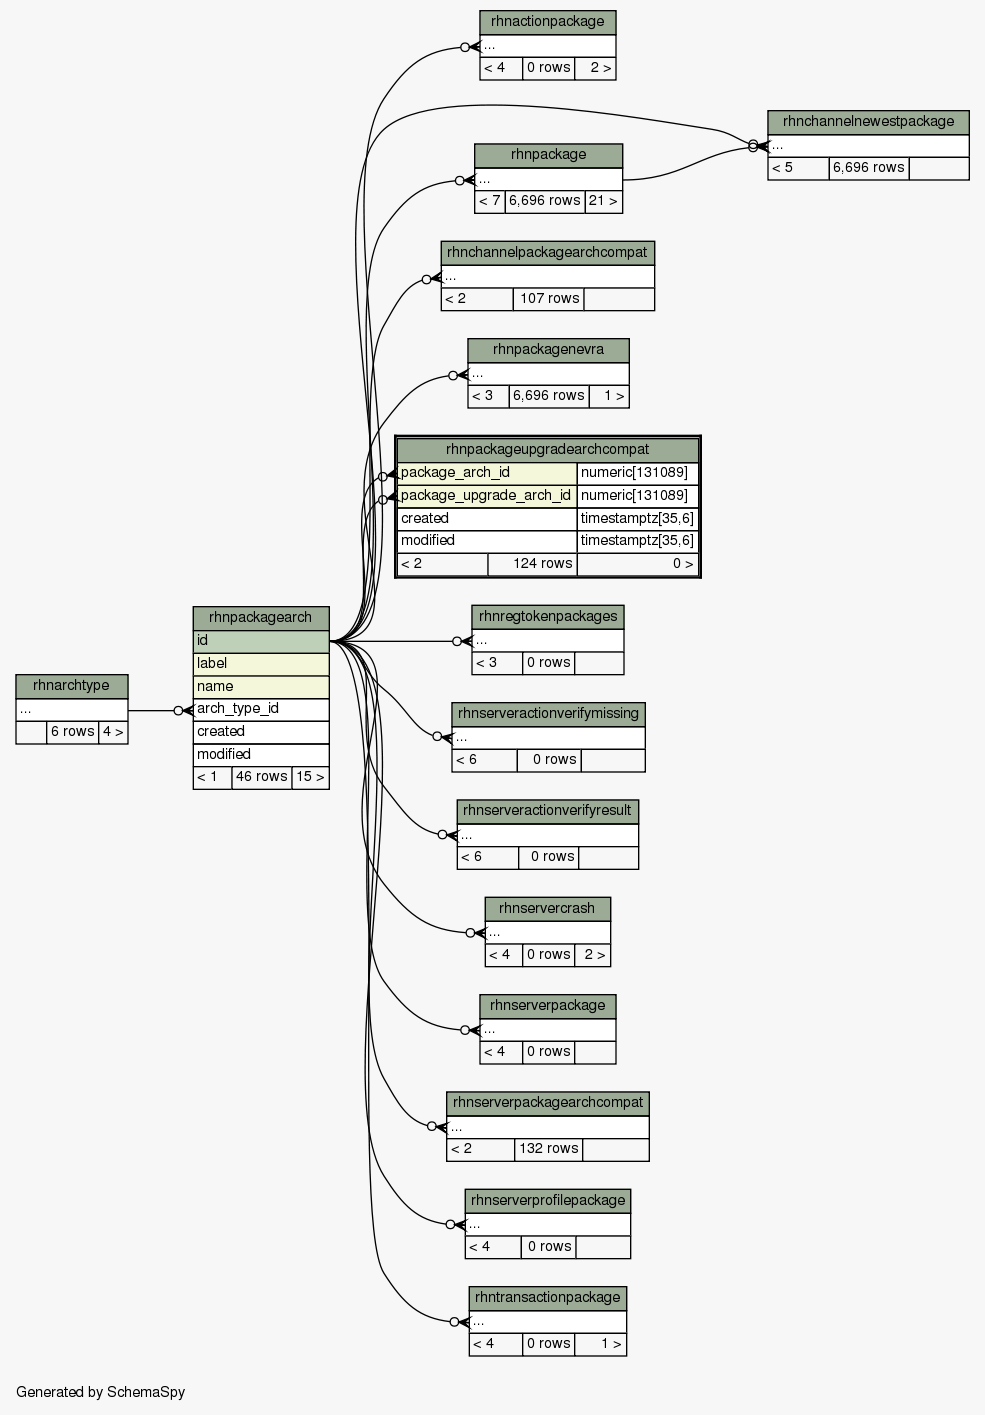 rhnactionpackage
...
< 4 0 rows 2 >
rhnchannelnewestpackage
...
< 5 6,696 rows
rhnpackage
...
< 7 6,696 rows 21 >
rhnchannelpackagearchcompat
...
< 2 107 rows
rhnpackagenevra
...
< 3 6,696 rows 1 >
rhnpackageupgradearchcompat
package_arch_id numeric[131089]
package_upgrade_arch_id numeric[131089]
created timestamptz[35,6]
modified timestamptz[35,6]
< 2 124 rows 0 >
rhnpackagearch
id
label
name
arch_type_id
created
modified
< 1 46 rows 15 >
rhnarchtype
...
6 rows 4 >
rhnregtokenpackages
...
< 3 0 rows
rhnserveractionverifymissing
...
< 6 0 rows
rhnserveractionverifyresult
...
< 6 0 rows
rhnservercrash
...
< 4 0 rows 2 >
rhnserverpackage
...
< 4 0 rows
rhnserverpackagearchcompat
...
< 2 132 rows
rhnserverprofilepackage
...
< 4 0 rows
rhntransactionpackage
...
< 4 0 rows 1 >
Generated by SchemaSpy